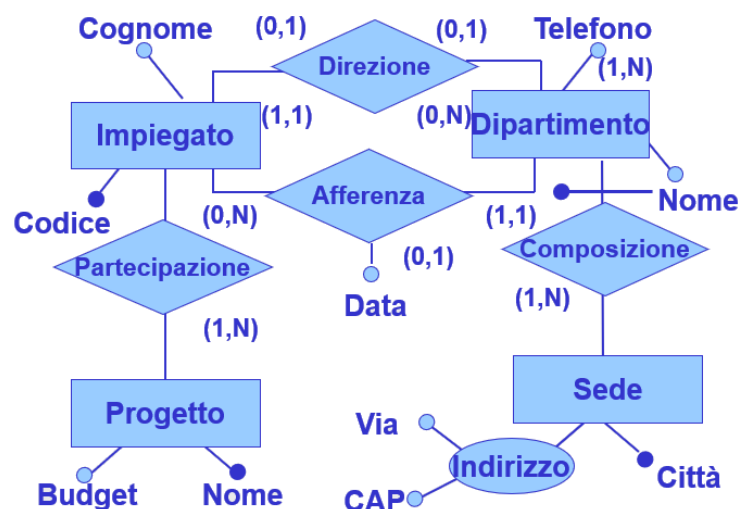 Cognome
(0,1)
(0,1)
Telefono
Direzione
(1,N)
Impiegato
(1,1)
(0,N)
Dipartimento
Codice
(0,N)
Afferenza
(1,1)
Nome
Partecipazione
(0,1)
Composizione
Data
(1,N)
(1,N)
Progetto
Sede
Via
Indirizzo
Città
Budget
Nome
CAP